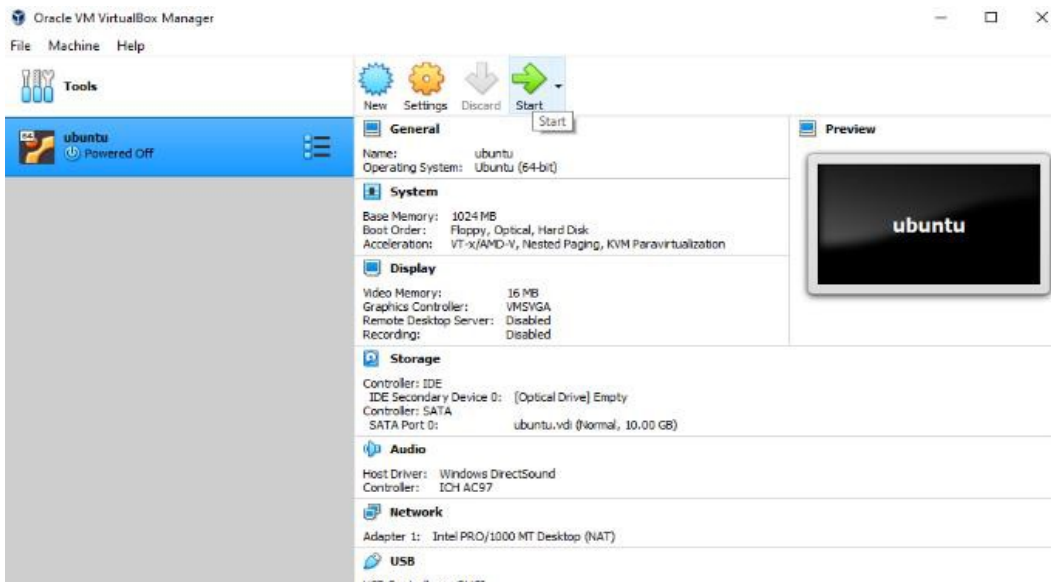 Oracle VM VirtualBox Manager
File Machine Help
Tools
New Settings Discard Start
Start
64
ubuntu
Powered Off
General
Name: ubuntu
Operating System: Ubuntu (64-bit)
System
Base Memory: 1024 MB
Boot Order: Floppy, Optical, Hard Disk
Acceleration: VT-x/AMD-V, Nested Paging, KVM Paravirtualization
Display
Video Memory: 16 MB
Graphics Controller: VMSVGA
Remote Desktop Server: Disabled
Recording: Disabled
Storage
Controller: IDE
IDE Secondary Device 0: [Optical Drive] Empty
Controller: SATA
SATA Port 0: ubuntu.vdi (Normal, 10.00 GB)
Audio
Host Driver: Windows DirectSound
Controller: ICH AC97
Network
Adapter 1: Intel PRO/1000 MT Desktop (NAT)
USB
Preview
ubuntu